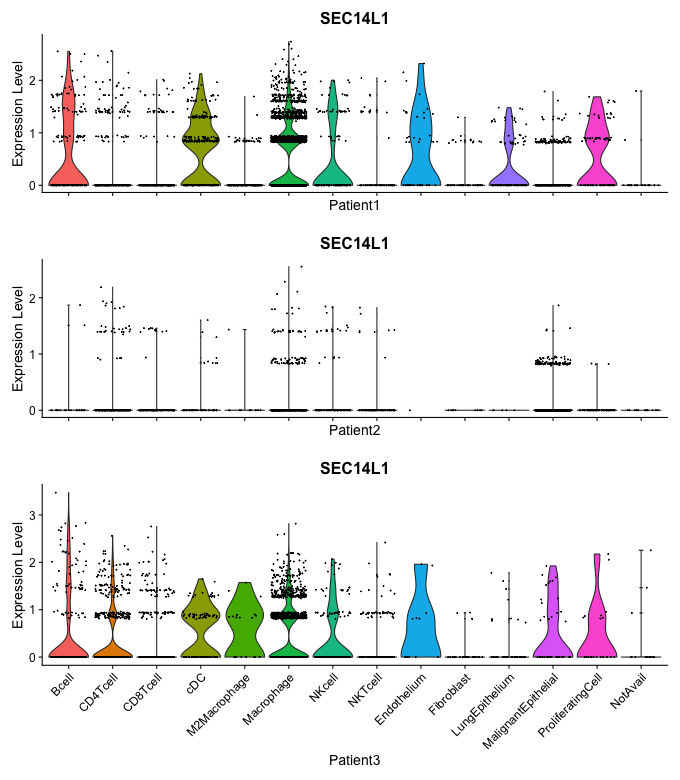 SEC14L1
Expression Level
2
1
0
Patient1
SEC14L1
Expression Level
2
1
0
Patient2
SEC14L1
Expression Level
3
2
1
0
Bcell
CD4Tcell
CD8Tcell
cDC
M2Macrophage
Macrophage
NKcell
NKTcell
Endothelium
Fibroblast
LungEpithelium
MalignantEpithelial
ProliferatingCell
NotAvail
Patient3